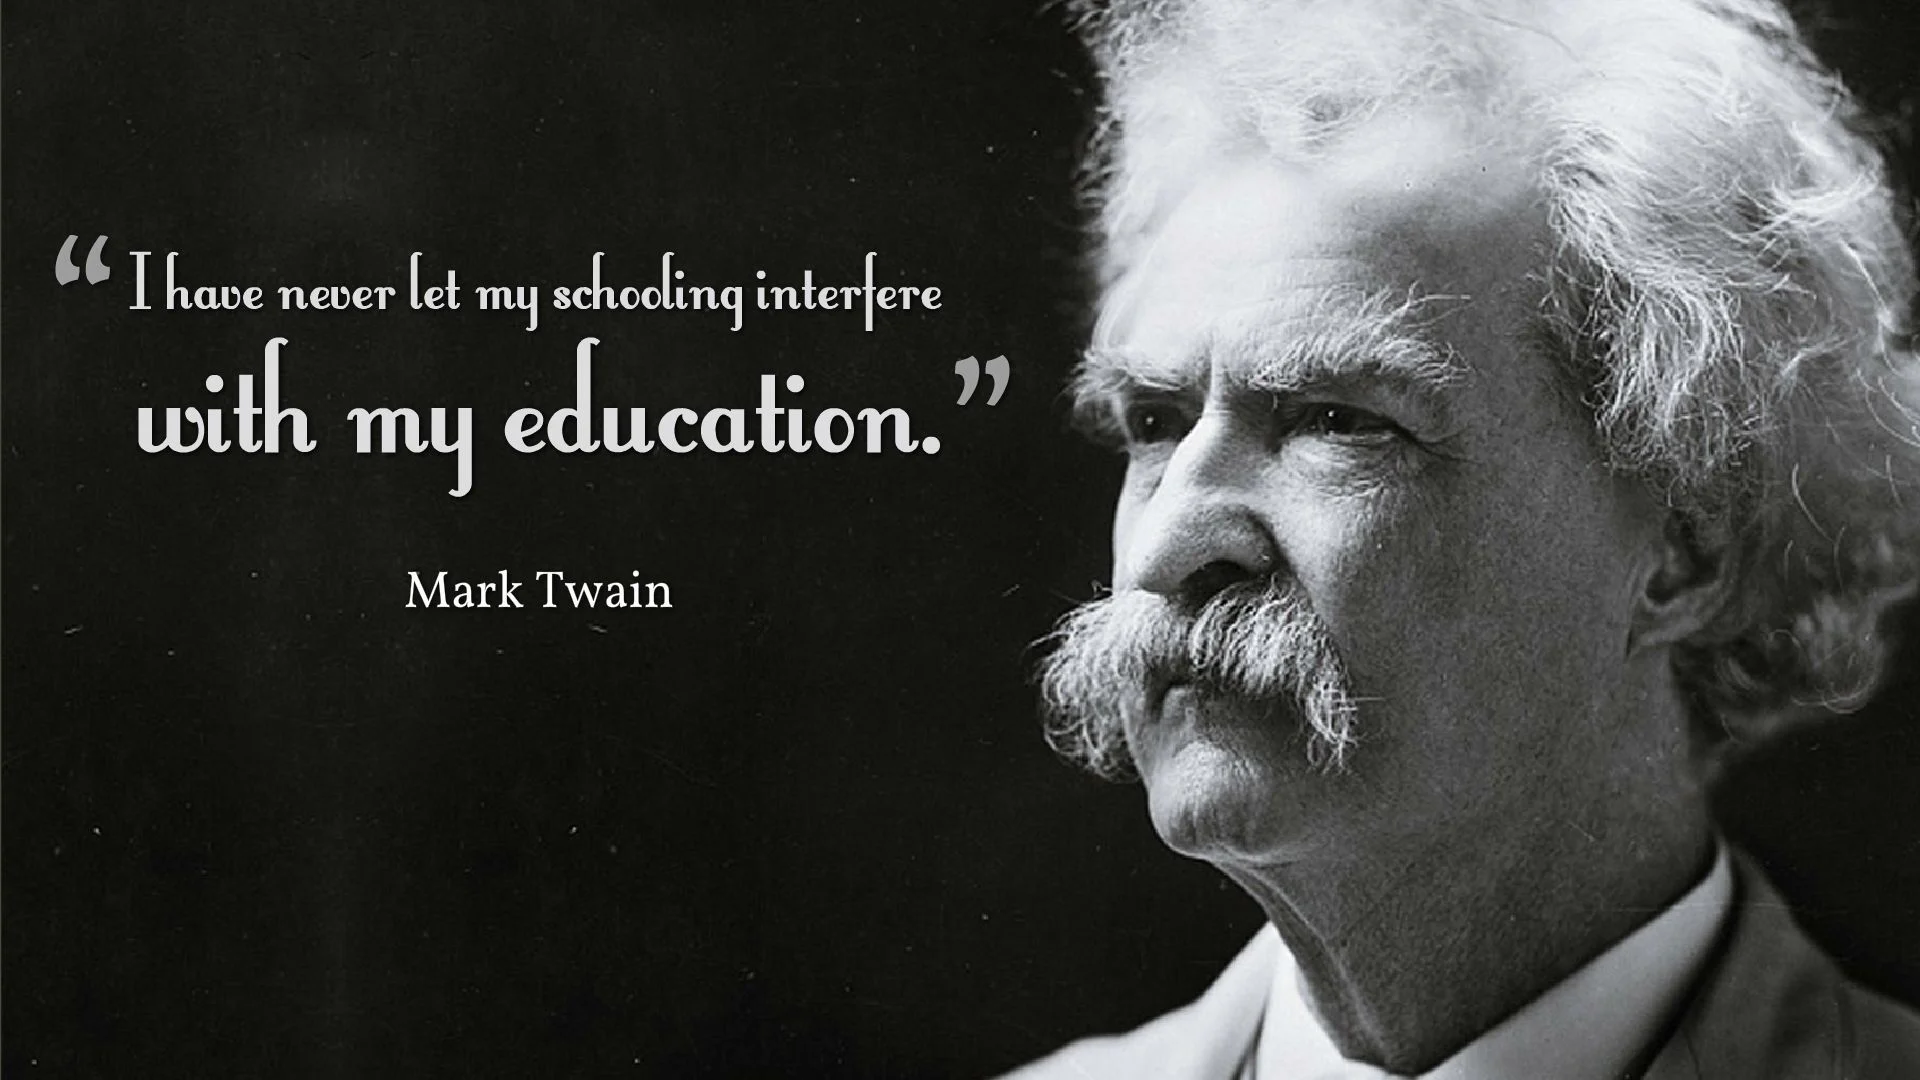 “I have never let my schooling interfere
with my education.”
Mark Twain